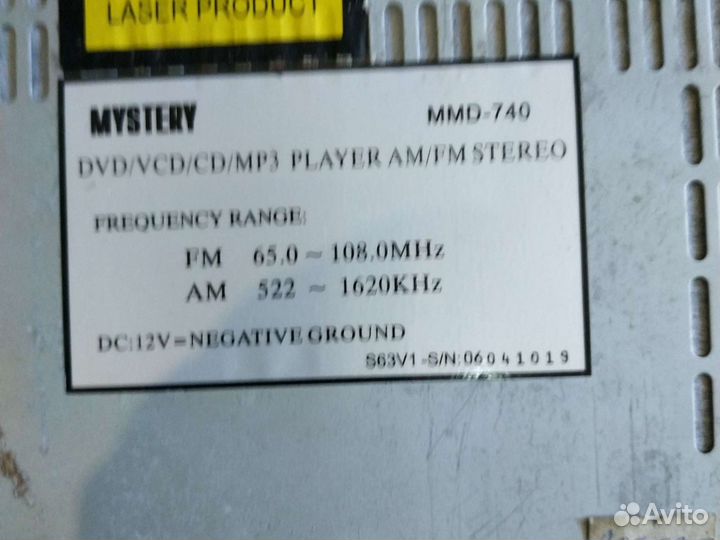 LASER PRODUCT
MYSTERY MMD-740
DVD/VCD/CD/MP3 PLAYER AM/FM STEREO
FREQUENCY RANGE:
FM 65.0 ~ 108.0MHz
AM 522 ~ 1620KHz
DC:12V=NEGATIVE GROUND
S63V1-S/N:06041019
Avito